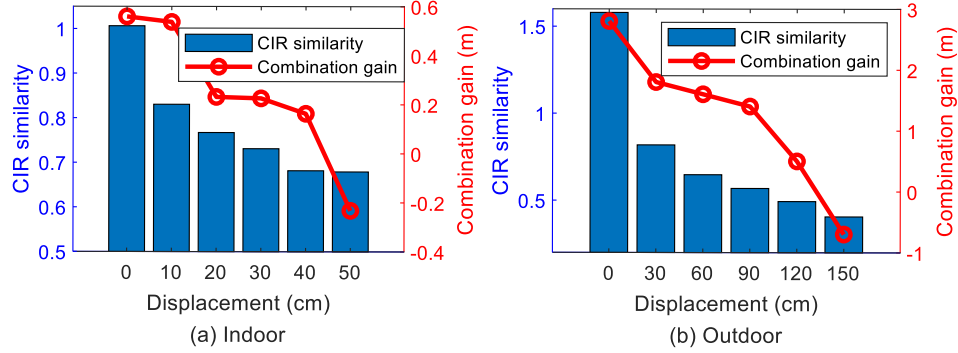 CIR similarity
1
0.9
0.8
0.7
0.6
0.5
CIR similarity
Combination gain
0.6
0.4
0.2
0
-0.2
-0.4
Combination gain (m)
0 10 20 30 40 50
Displacement (cm)
(a) Indoor
CIR similarity
1.5
1
0.5
CIR similarity
Combination gain
3
2
1
0
-1
Combination gain (m)
0 30 60 90 120 150
Displacement (cm)
(b) Outdoor